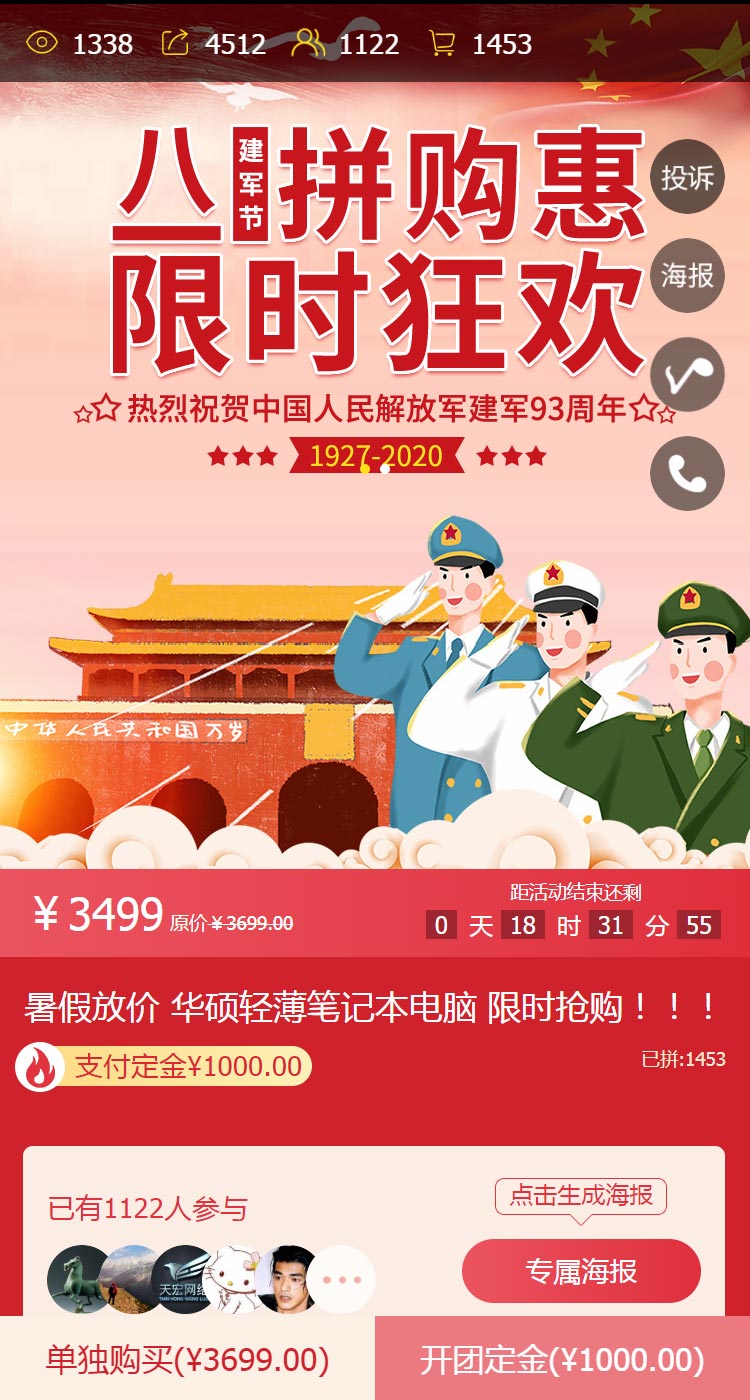 1338 4512 1122 1453
八一 建军节 拼购惠
限时狂欢
热烈祝贺中国人民解放军建军93周年
1927-2020
投诉
海报
中华人民共和国万岁
¥3499 原价¥3699.00
距活动结束还剩
0 天 18 时 31 分 55
暑假放价 华硕轻薄笔记本电脑 限时抢购！！！
支付定金¥1000.00
已拼:1453
已有1122人参与
点击生成海报
专属海报
天宏网络
单独购买(¥3699.00)
开团定金(¥1000.00)